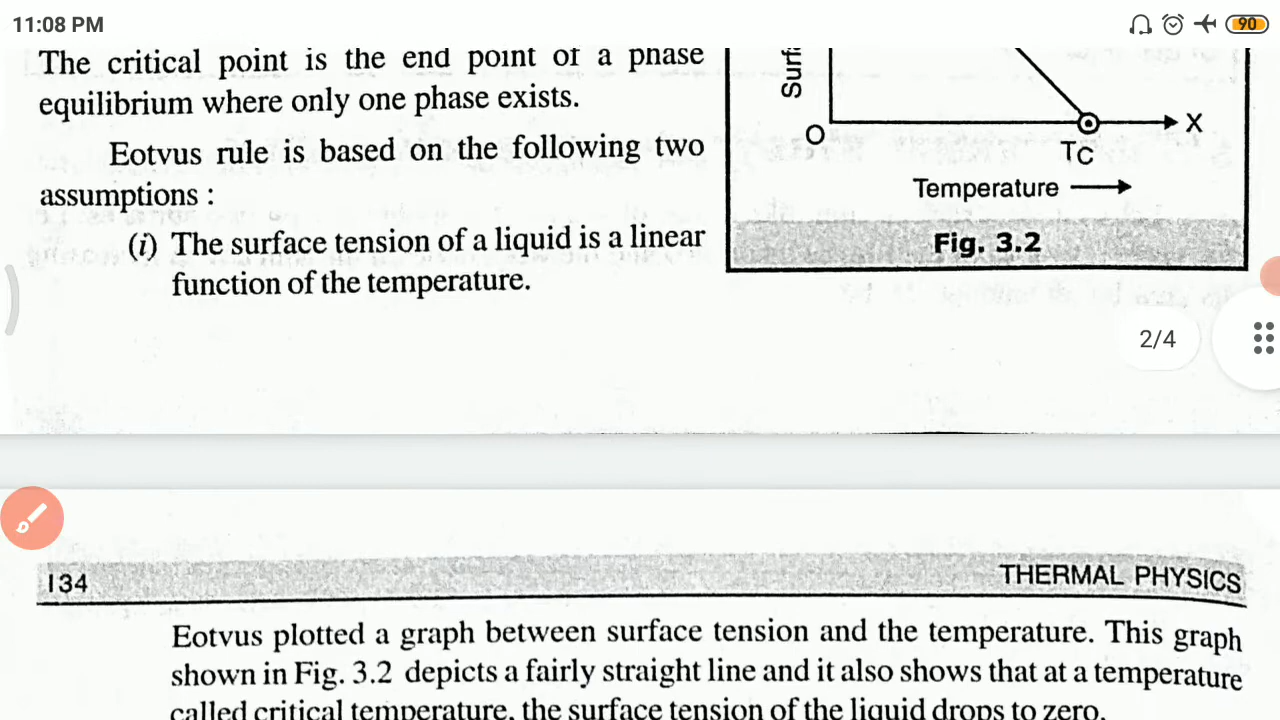 11:08 PM
90
The critical point is the end point of a phase
equilibrium where only one phase exists.
Eotvus rule is based on the following two
assumptions :
(i) The surface tension of a liquid is a linear
function of the temperature.
Surf
O
X
TC
Temperature
Fig. 3.2
2/4
134
THERMAL PHYSICS
Eotvus plotted a graph between surface tension and the temperature. This graph
shown in Fig. 3.2 depicts a fairly straight line and it also shows that at a temperature
called critical temperature, the surface tension of the liquid drops to zero.